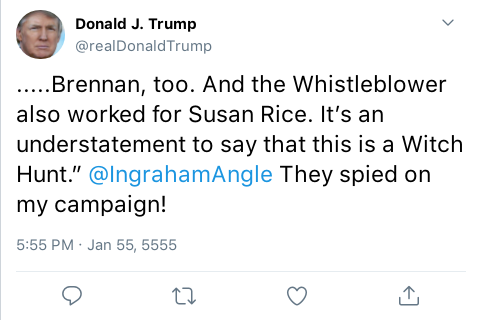 Donald J. Trump
@realDonaldTrump
.....Brennan, too. And the Whistleblower
also worked for Susan Rice. It’s an
understatement to say that this is a Witch
Hunt.” @IngrahamAngle They spied on
my campaign!
5:55 PM · Jan 55, 5555